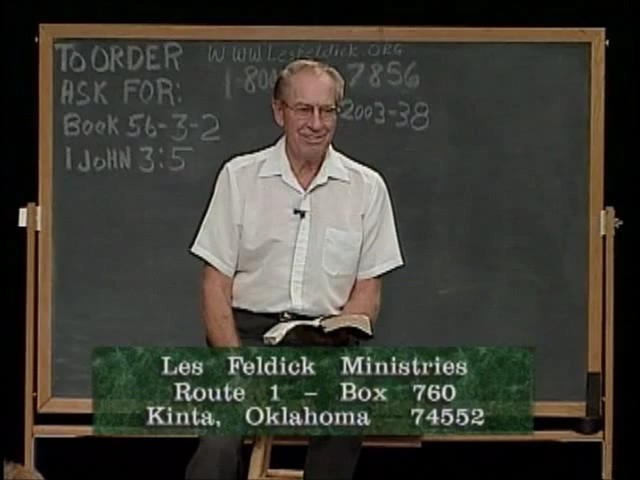 TO ORDER
ASK FOR:
Book 56-3-2
1 JOHN 3:5
WWW.LesFeldick.ORG
1-800 7856
2003-38
Les Feldick Ministries
Route 1 – Box 760
Kinta, Oklahoma 74552